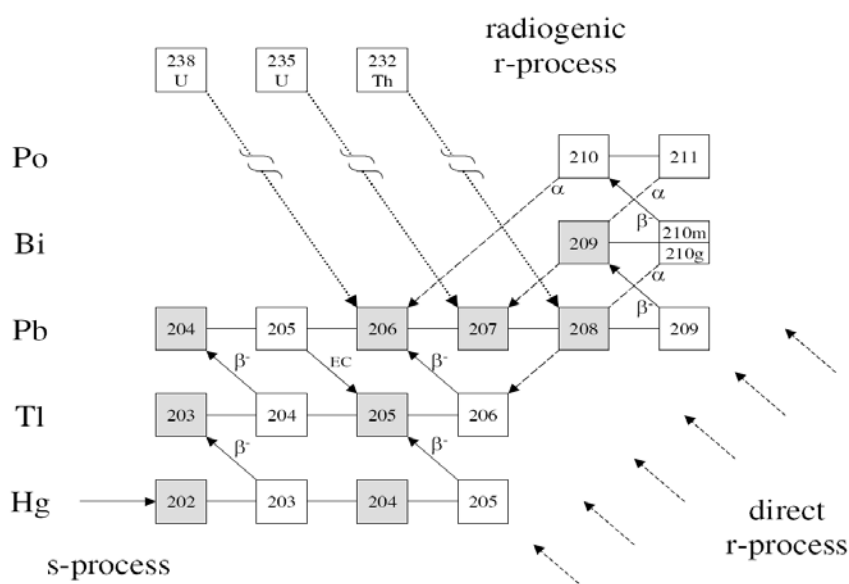 radiogenic
r-process
238
U
235
U
232
Th
Po
210
211
α
α
β-
Bi
209
210m
210g
α
β-
Pb
204
205
206
207
208
209
β-
EC
β-
Tl
203
204
205
206
β-
β-
Hg
202
203
204
205
direct
r-process
s-process